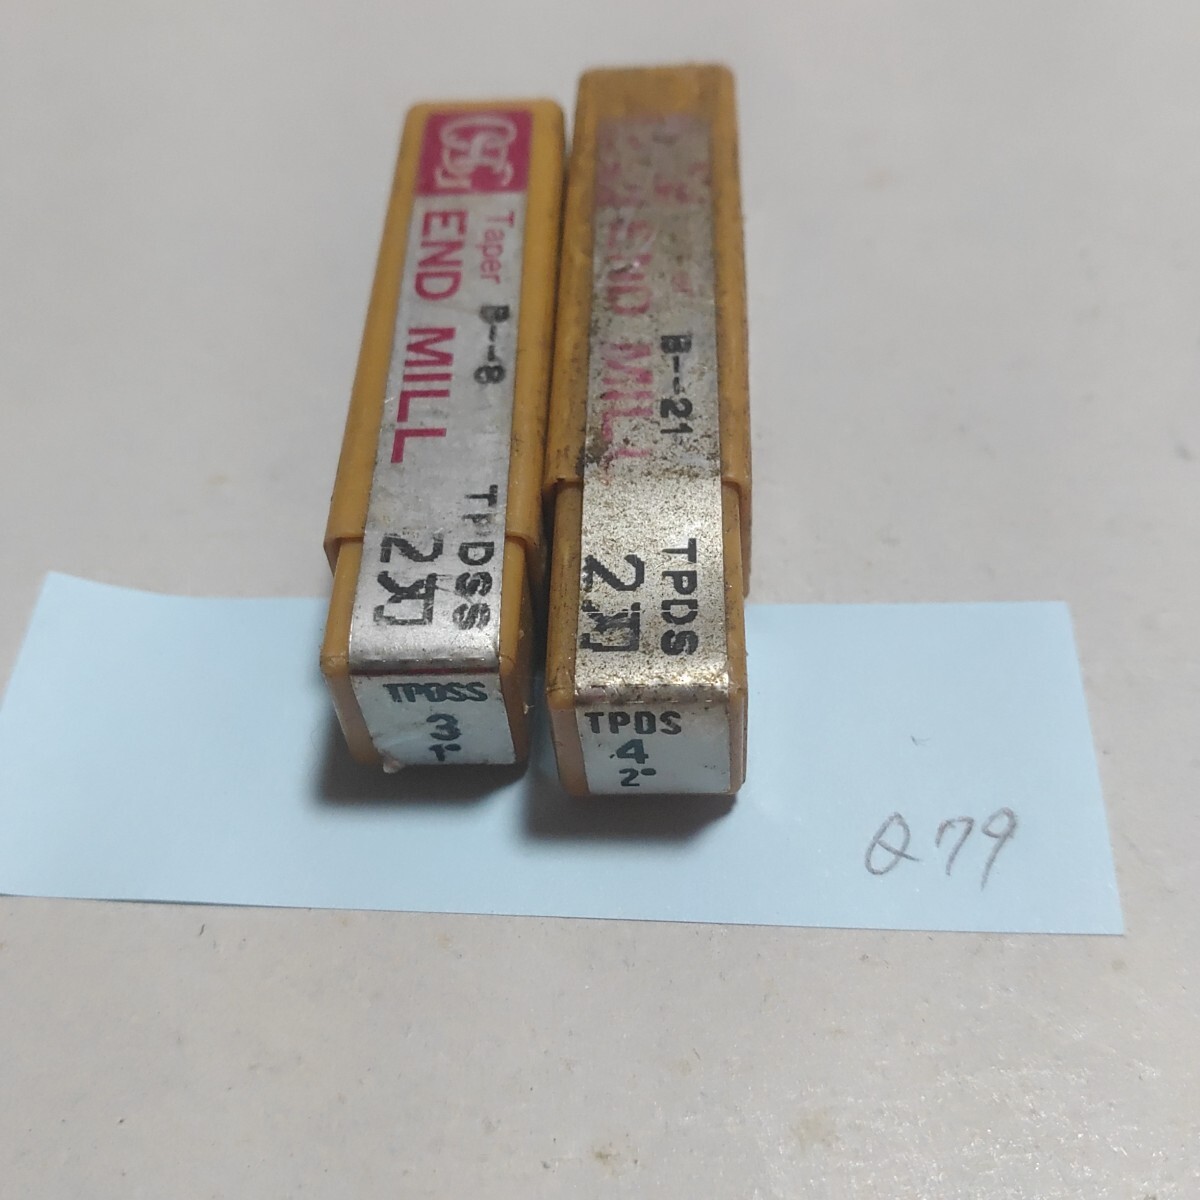 OSG
Taper B--8
END MILL
TPDSS
2刃
TPDSS
3
1°
B--21
END MILL
TPDS
2刃
TPDS
4
2°
Q79